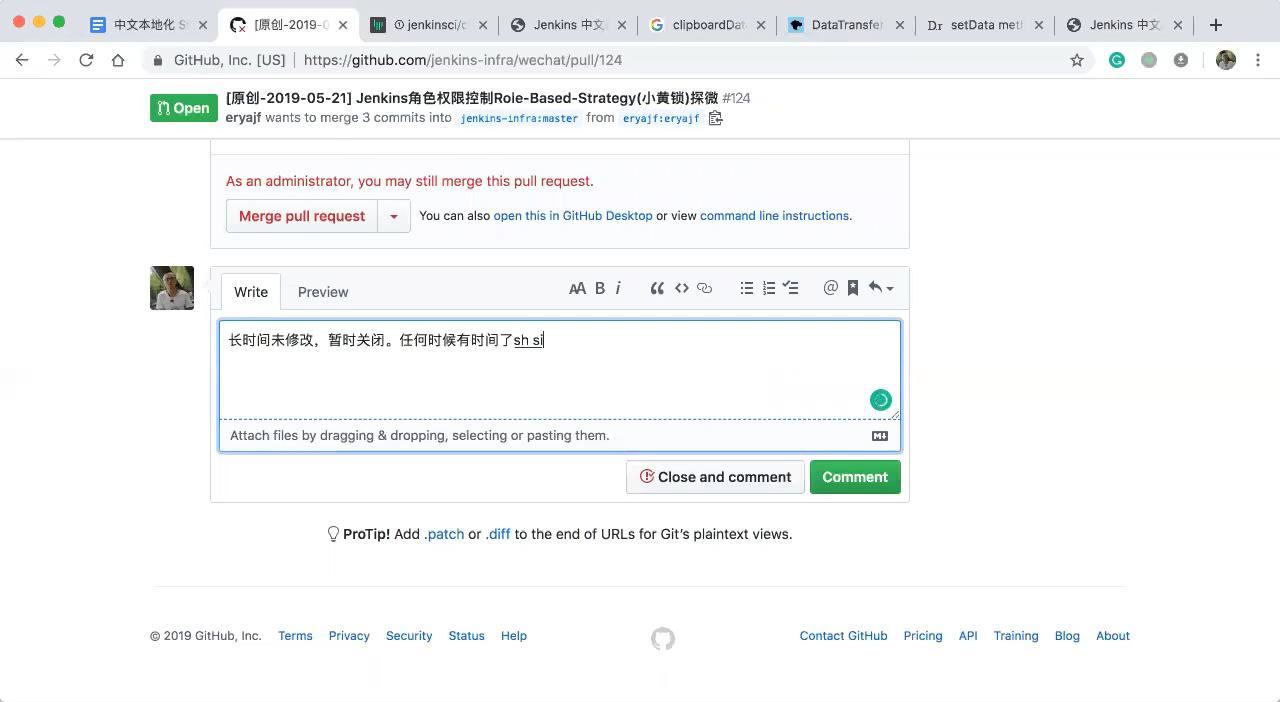 中文本地化 S
[原创-2019-0
jenkinsci/c
Jenkins 中文
clipboardDat
DataTransfe
Dr setData meth
Jenkins 中文
GitHub, Inc. [US] | https://github.com/jenkins-infra/wechat/pull/124
Open
[原创-2019-05-21] Jenkins角色权限控制Role-Based-Strategy(小黄锁)探微 #124
eryajf wants to merge 3 commits into jenkins-infra:master from eryajf:eryajf
As an administrator, you may still merge this pull request.
Merge pull request
You can also open this in GitHub Desktop or view command line instructions.
Write
Preview
长时间未修改，暂时关闭。任何时候有时间了sh si
Attach files by dragging & dropping, selecting or pasting them.
Close and comment
Comment
ProTip! Add .patch or .diff to the end of URLs for Git’s plaintext views.
© 2019 GitHub, Inc. Terms Privacy Security Status Help
Contact GitHub Pricing API Training Blog About